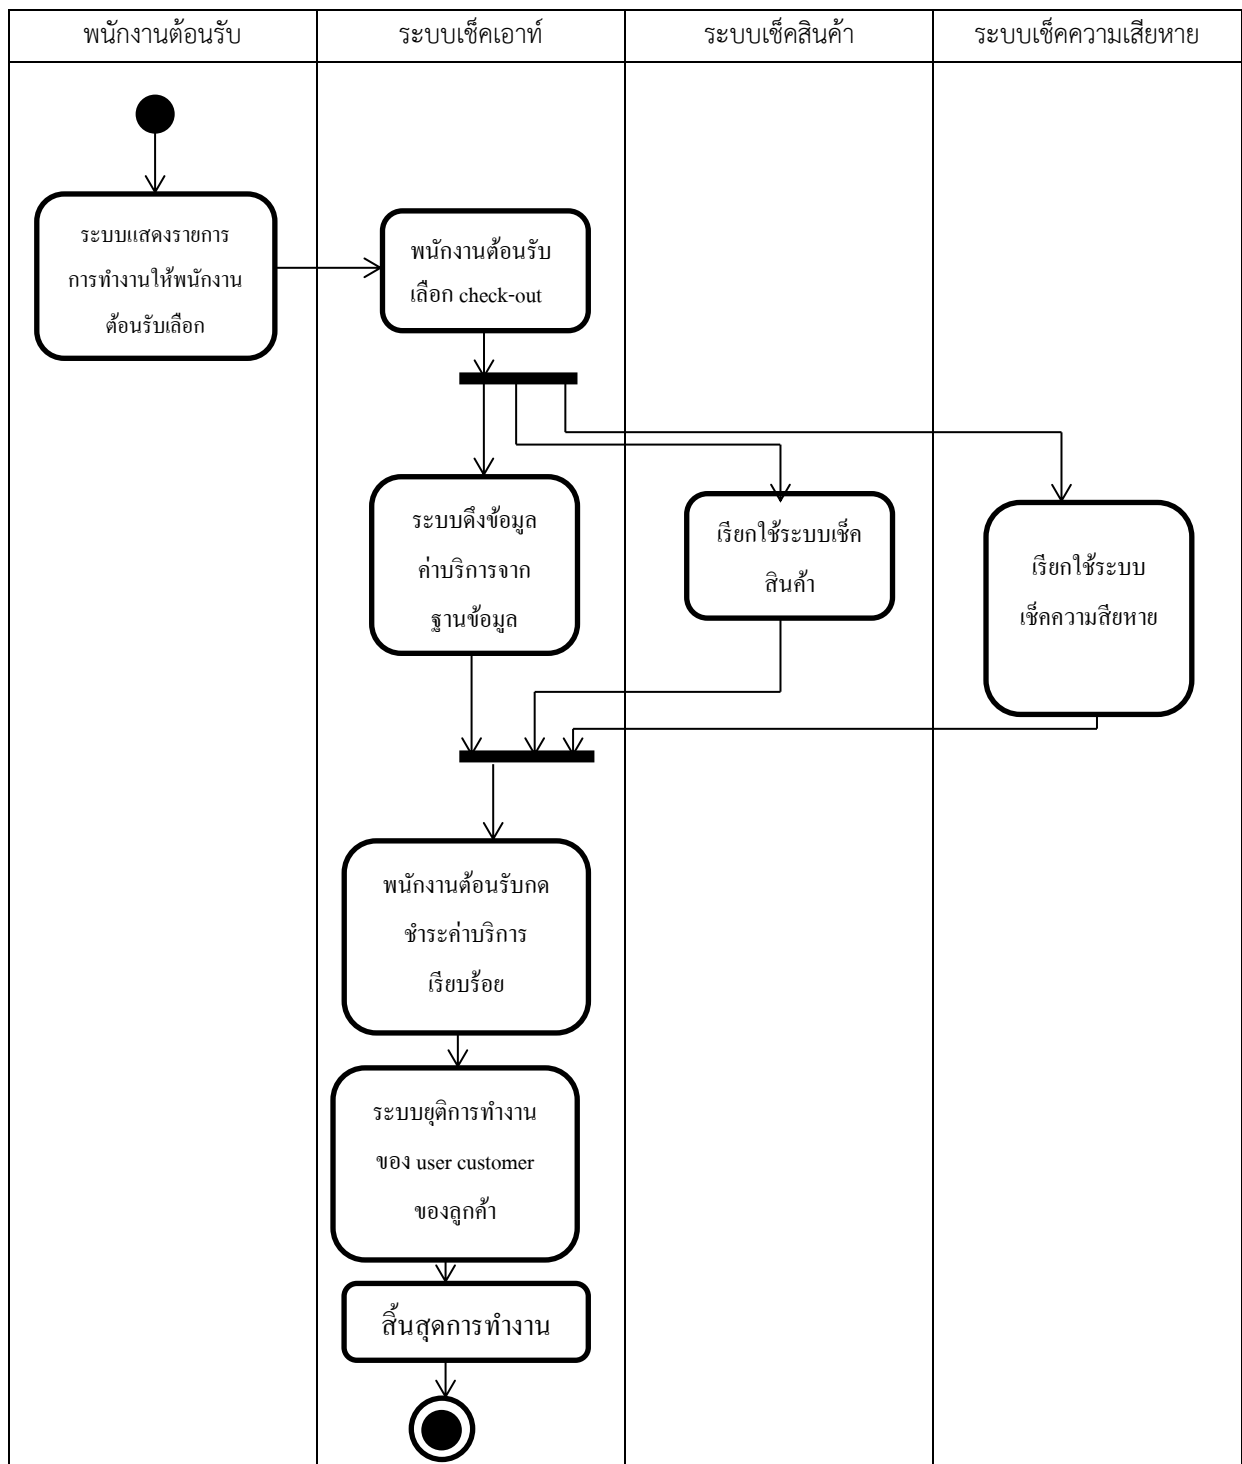 พนักงานต้อนรับ
ระบบเช็คเอาท์
ระบบเช็คสินค้า
ระบบเช็คความเสียหาย
ระบบแสดงรายการ
การทำงานให้พนักงาน
ต้อนรับเลือก
พนักงานต้อนรับ
เลือก check-out
ระบบดึงข้อมูล
ค่าบริการจาก
ฐานข้อมูล
เรียกใช้ระบบเช็ค
สินค้า
เรียกใช้ระบบ
เช็คความสียหาย
พนักงานต้อนรับกด
ชำระค่าบริการ
เรียบร้อย
ระบบยุติการทำงาน
ของ user customer
ของลูกค้า
สิ้นสุดการทำงาน